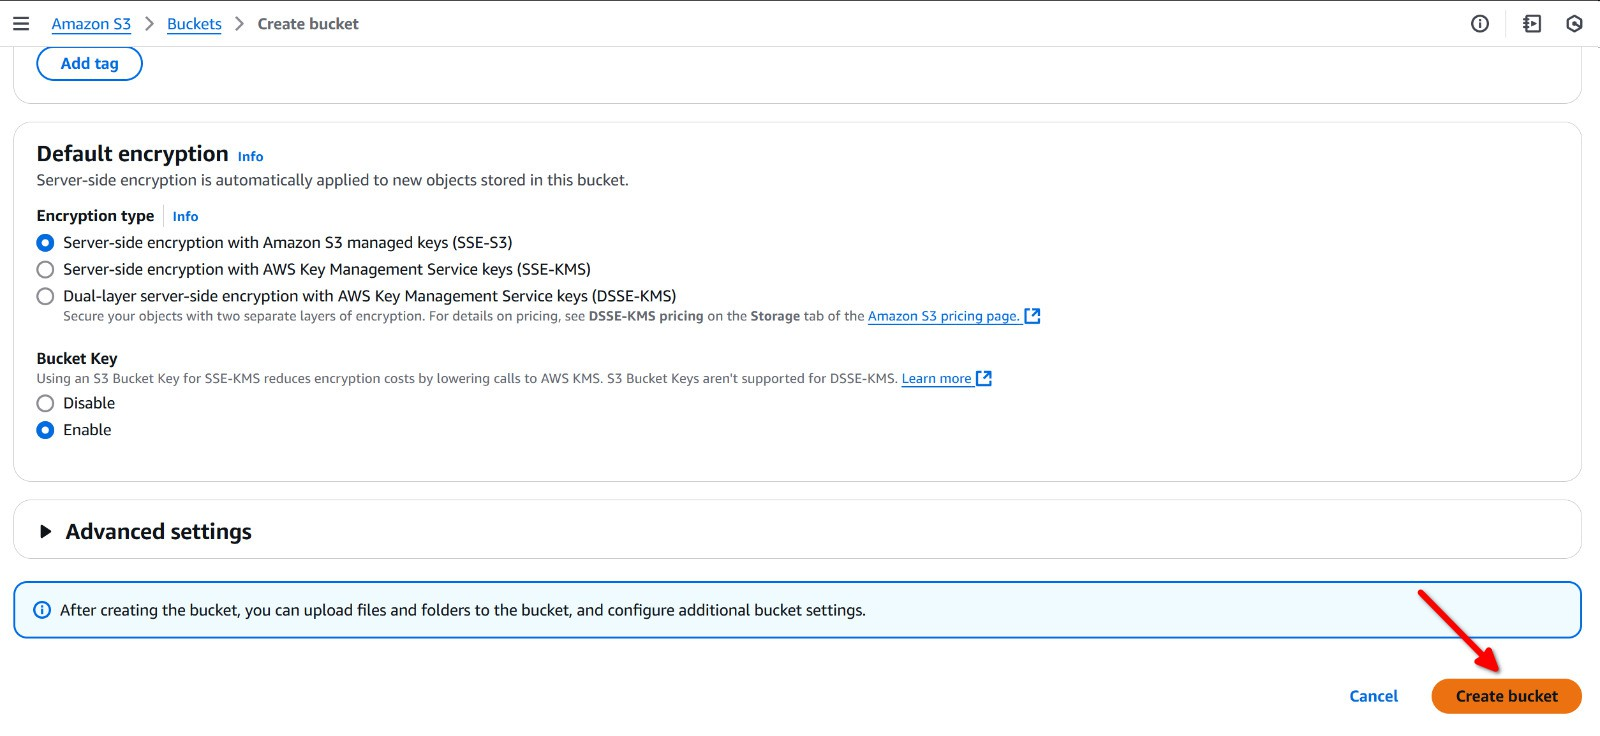 Amazon S3 > Buckets > Create bucket
Add tag
Default encryption Info
Server-side encryption is automatically applied to new objects stored in this bucket.
Encryption type Info
Server-side encryption with Amazon S3 managed keys (SSE-S3)
Server-side encryption with AWS Key Management Service keys (SSE-KMS)
Dual-layer server-side encryption with AWS Key Management Service keys (DSSE-KMS)
Secure your objects with two separate layers of encryption. For details on pricing, see DSSE-KMS pricing on the Storage tab of the Amazon S3 pricing page.
Bucket Key
Using an S3 Bucket Key for SSE-KMS reduces encryption costs by lowering calls to AWS KMS. S3 Bucket Keys aren't supported for DSSE-KMS. Learn more
Disable
Enable
Advanced settings
After creating the bucket, you can upload files and folders to the bucket, and configure additional bucket settings.
Cancel Create bucket